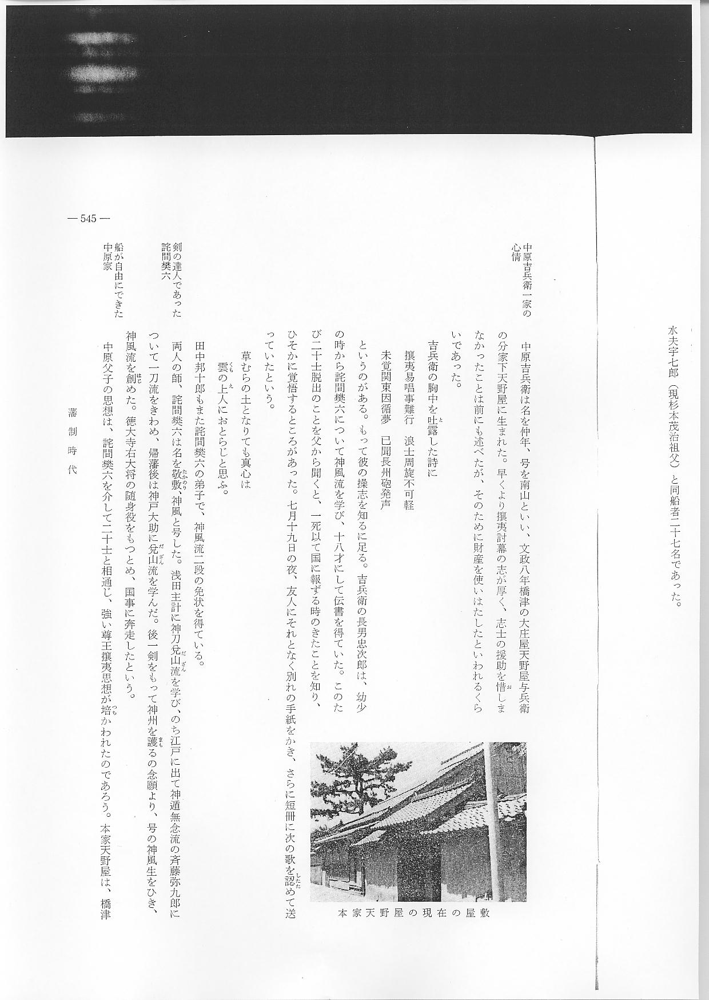 水夫字七郎（現杉本茂治祖父）と同船者二十七名であった。
中原吉兵衛一家の
心情
中原吉兵衛は名を仲年、号を南山といい、文政八年橋津の大庄屋天野屋与兵衛
の分家下天野屋に生まれた。早くより攘夷討幕の志が厚く、志士の援助を惜しま
なかったことは前にも述べたが、そのために財産を使いはたしたといわれるくら
いであった。
吉兵衛の胸中を吐露した詩に
攘夷易唱事難行　浪士周旋不可軽
未覚関東因循夢　已聞長州砲発声
というのがある。もって彼の操志を知るに足る。吉兵衛の長男忠次郎は、幼少
の時から詫間樊六について神風流を学び、十八才にして伝書を得ていた。このた
び二十士脱出のことを父から聞くと、一死以て国に報ずる時のきたことを知り、
ひそかに覚悟するところがあった。七月十九日の夜、友人にそれとなく別れの手紙をかき、さらに短冊に次の歌を認めて送
っていたという。
草むらの土となりても真心は
雲の上人におとらじと思ふ。
田中邦十郎もまた詫間樊六の弟子で、神風流二段の免状を得ている。
剣の達人であった
詫間樊六
両人の師、詫間樊六は名を敬敷、神風と号した。浅田主計に神刀兌山流を学び、のち江戸に出て神遁無念流の斉藤弥九郎に
ついて一刀流をきわめ、帰藩後は神戸大助に兌山流を学んだ。後一剣をもって神州を護るの念願より、号の神風生をひき、
神風流を創めた。徳大寺右大将の随身役をもつとめ、国事に奔走したという。
船が自由にできた
中原家
中原父子の思想は、詫間樊六を介して二十士と相通じ、強い尊王攘夷思想が培かわれたのであろう。本家天野屋は、橋津
本家天野屋の現在の屋敷
藩制時代
― 545 ―